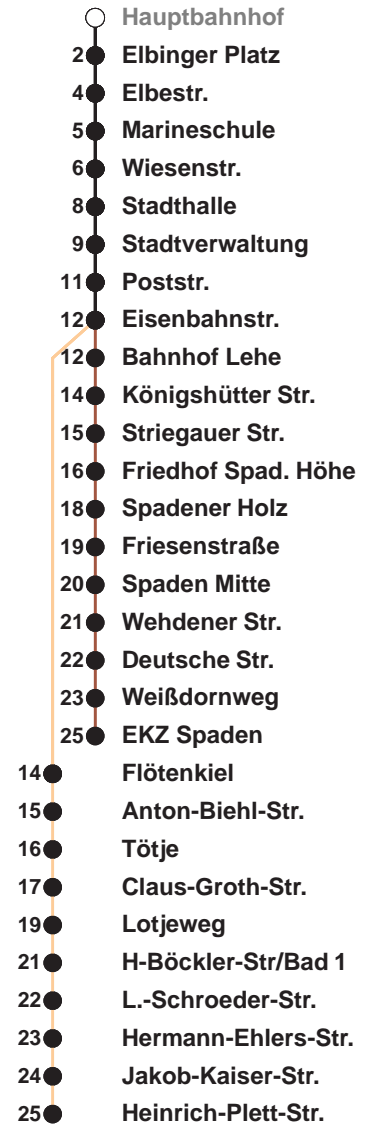 Hauptbahnhof
2 Elbinger Platz
4 Elbestr.
5 Marineschule
6 Wiesenstr.
8 Stadthalle
9 Stadtverwaltung
11 Poststr.
12 Eisenbahnstr.
12 Bahnhof Lehe
14 Königshütter Str.
15 Striegauer Str.
16 Friedhof Spad. Höhe
18 Spadener Holz
19 Friesenstraße
20 Spaden Mitte
21 Wehdener Str.
22 Deutsche Str.
23 Weißdornweg
25 EKZ Spaden
14 Flötenkiel
15 Anton-Biehl-Str.
16 Tötje
17 Claus-Groth-Str.
19 Lotjeweg
21 H-Böckler-Str/Bad 1
22 L.-Schroeder-Str.
23 Hermann-Ehlers-Str.
24 Jakob-Kaiser-Str.
25 Heinrich-Plett-Str.